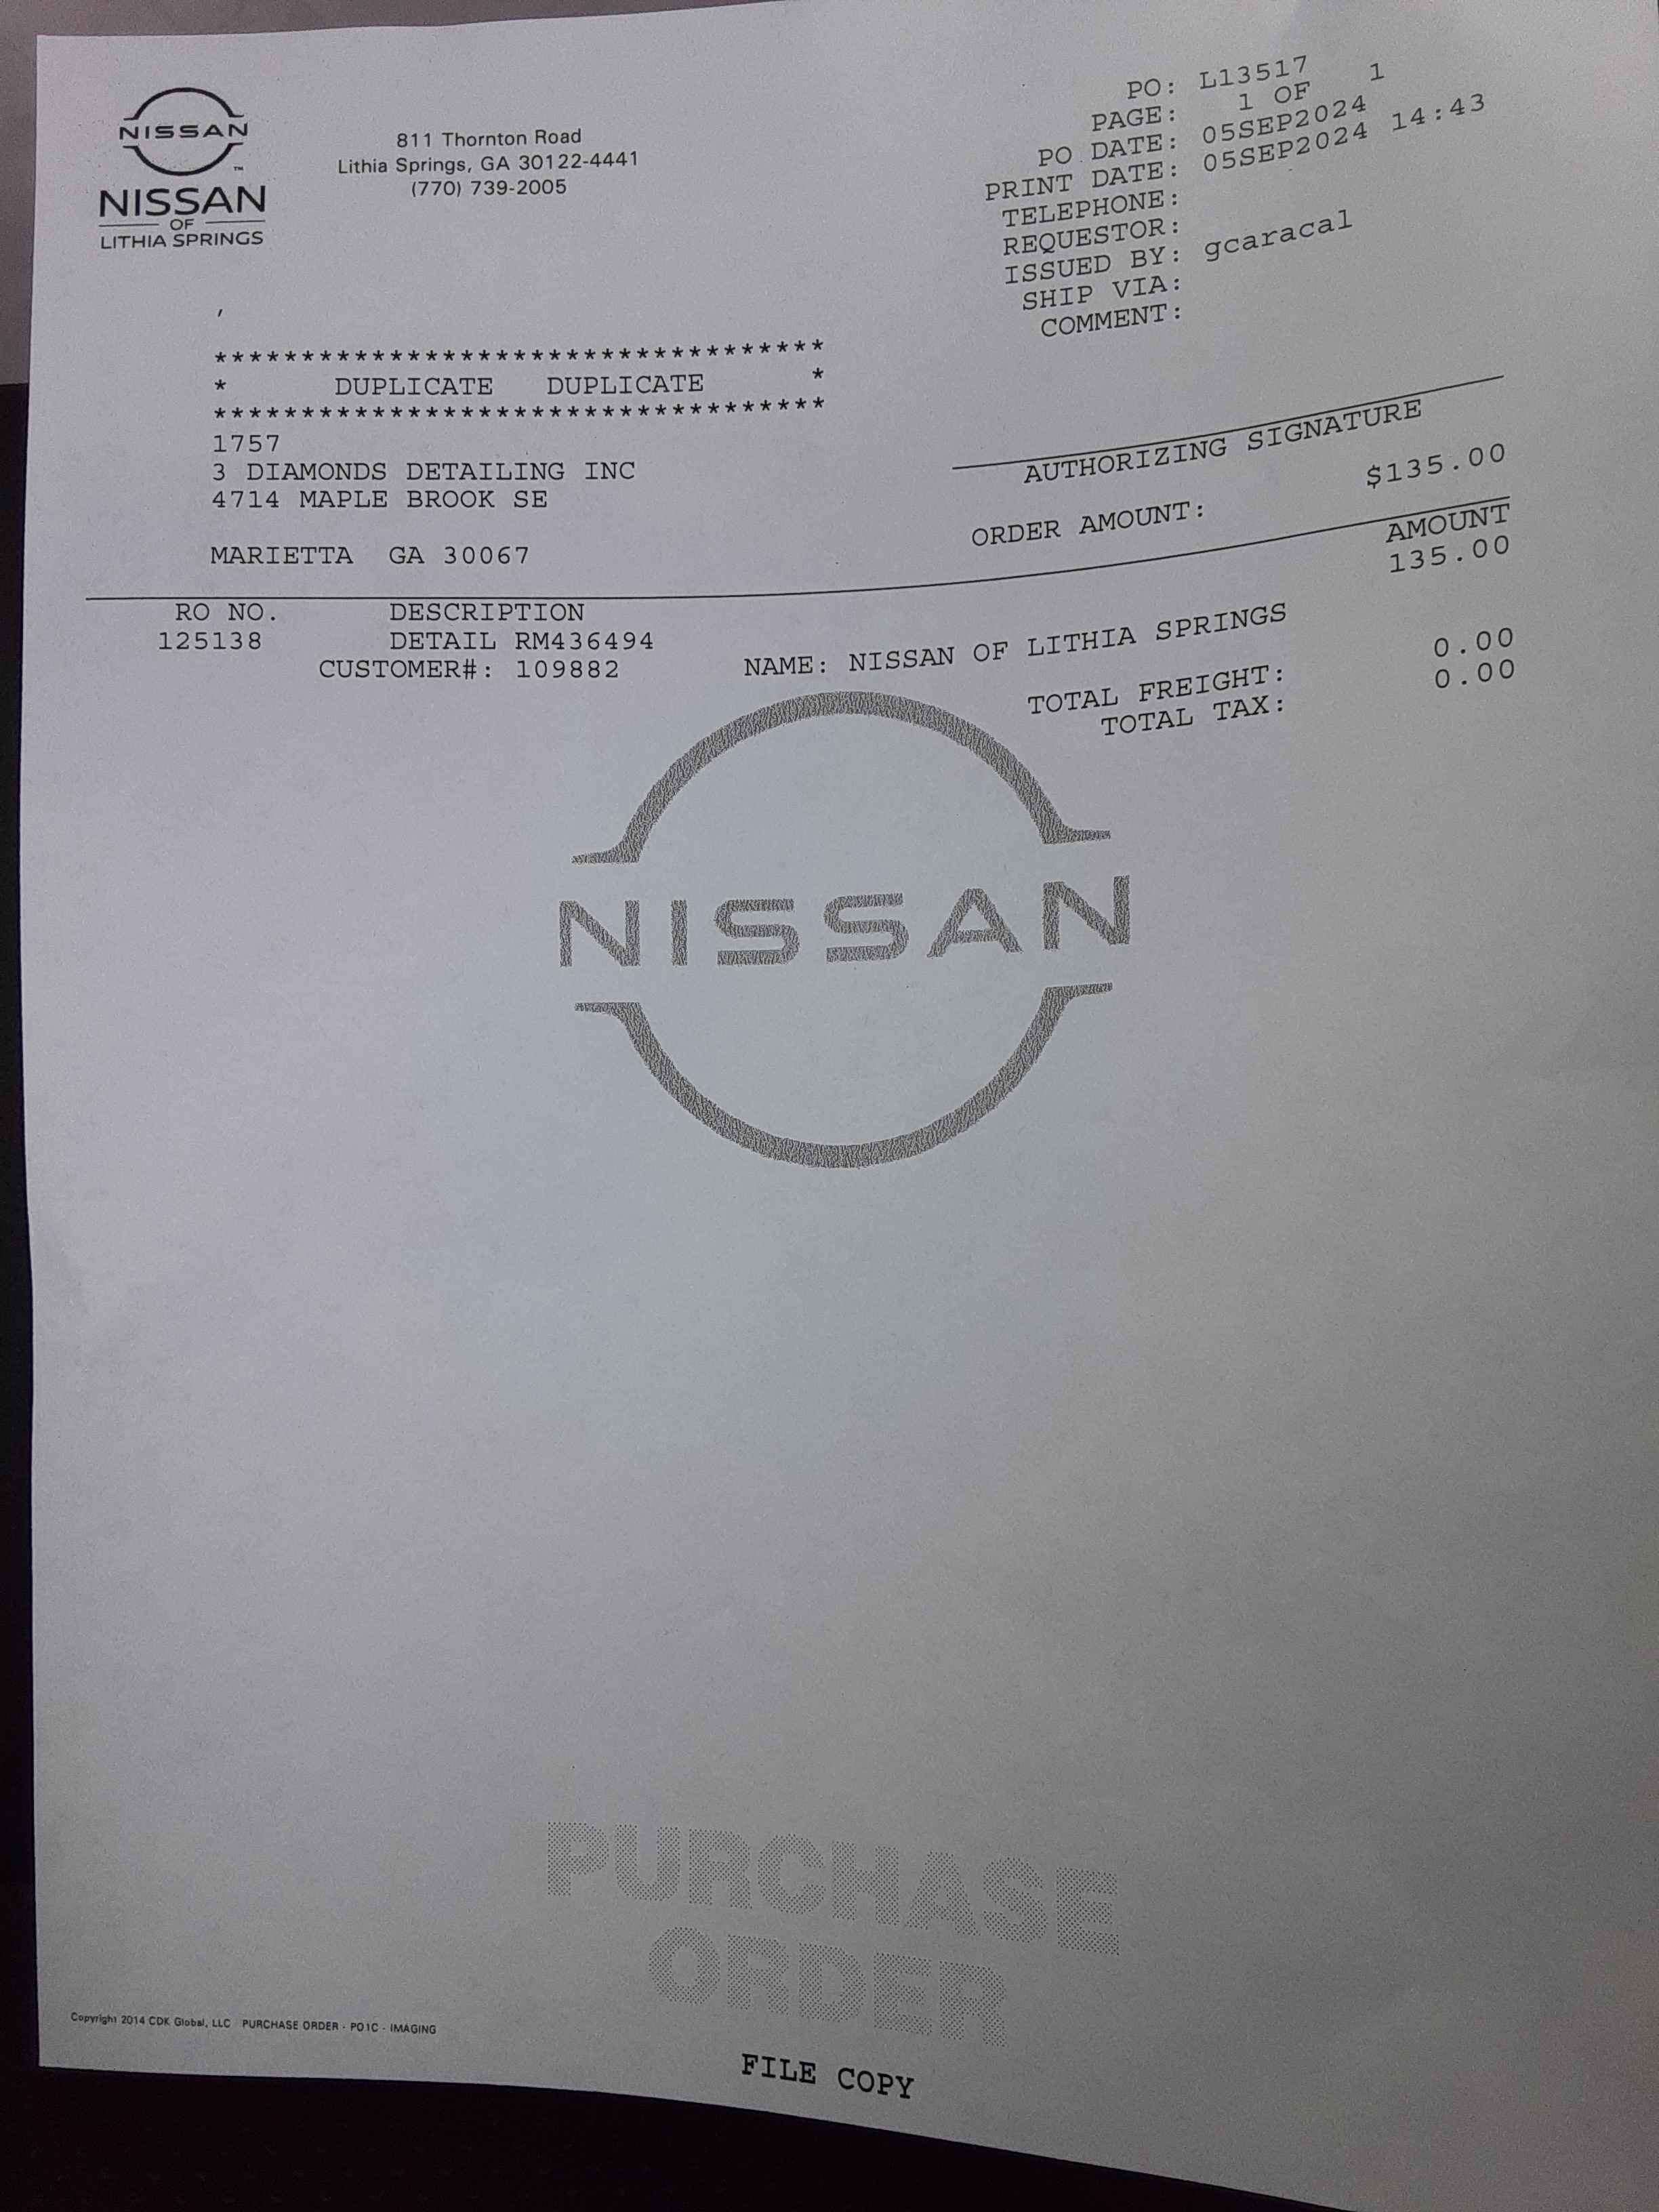 NISSAN
™
NISSAN
OF
LITHIA SPRINGS
811 Thornton Road
Lithia Springs, GA 30122-4441
(770) 739-2005
PO: L13517
PAGE: 1 OF 1
PO DATE: 05SEP2024
PRINT DATE: 05SEP2024 14:43
TELEPHONE:
REQUESTOR:
ISSUED BY: gcaracal
SHIP VIA:
COMMENT:
***********************************
* DUPLICATE DUPLICATE *
***********************************
1757
3 DIAMONDS DETAILING INC
4714 MAPLE BROOK SE
MARIETTA GA 30067
AUTHORIZING SIGNATURE
ORDER AMOUNT: $135.00
RO NO. DESCRIPTION AMOUNT
125138 DETAIL RM436494 135.00
CUSTOMER#: 109882 NAME: NISSAN OF LITHIA SPRINGS
TOTAL FREIGHT: 0.00
TOTAL TAX: 0.00
NISSAN
PURCHASE
ORDER
Copyright 2014 CDK Global, LLC PURCHASE ORDER - PO1C - IMAGING
FILE COPY